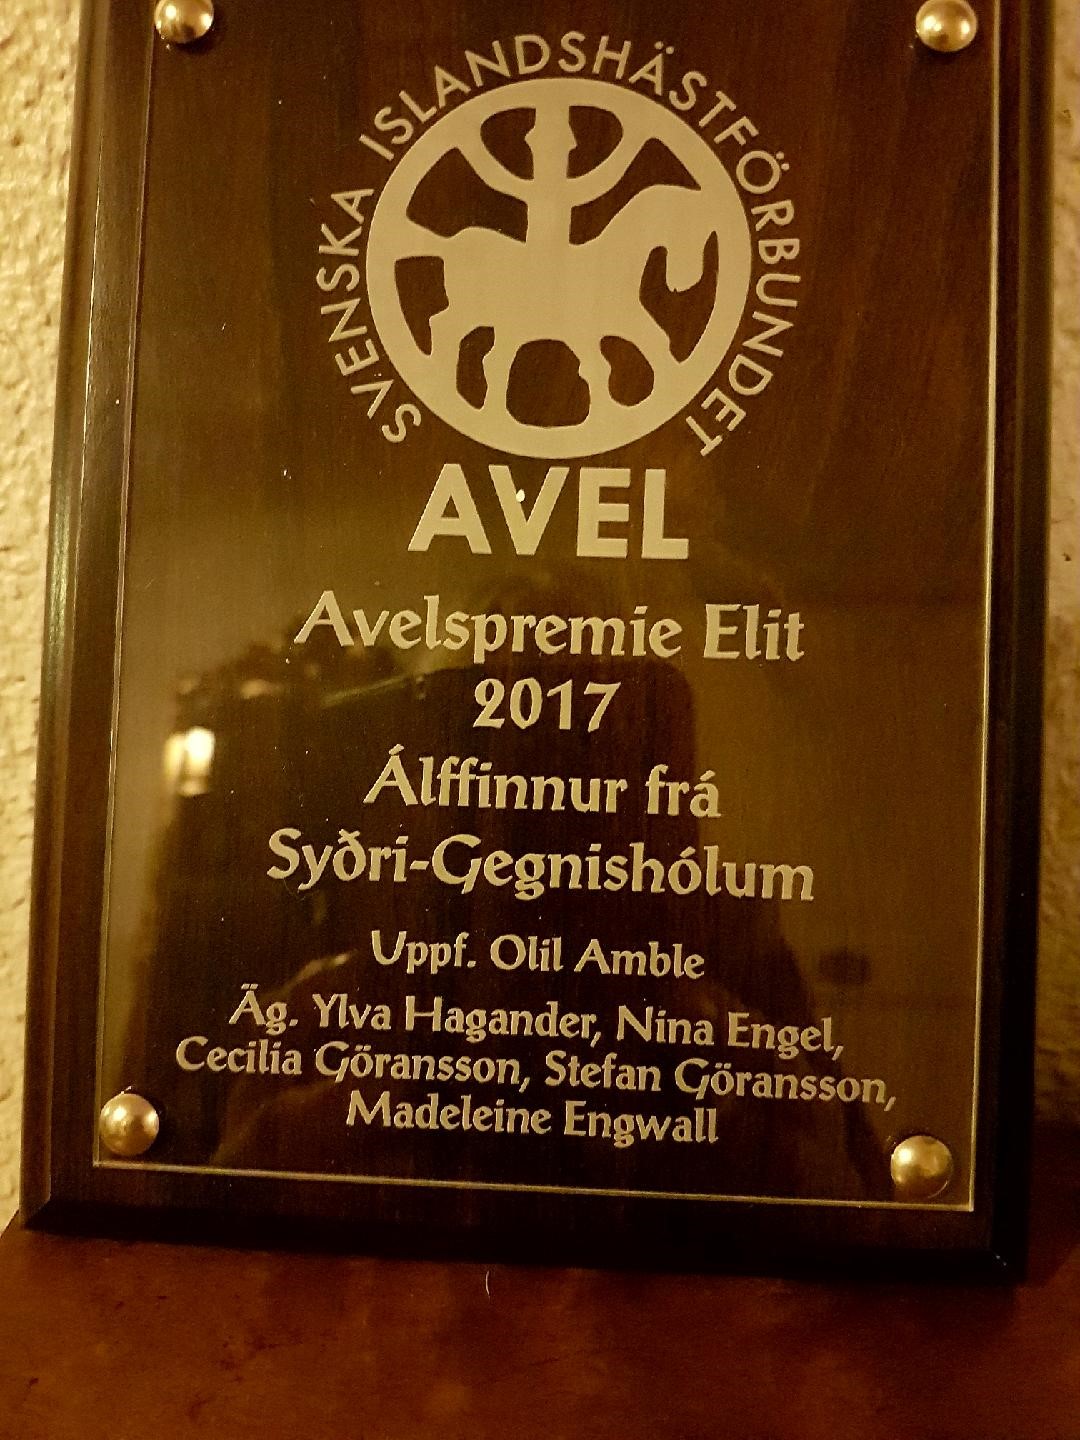 SVENSKA ISLANDSHÄSTFÖRBUNDET
AVEL
Avelspremie Elit
2017
Álffinnur frá
Syðri-Gegnishólum
Uppf. Olil Amble
Äg. Ylva Hagander, Nina Engel,
Cecilia Göransson, Stefan Göransson,
Madeleine Engwall